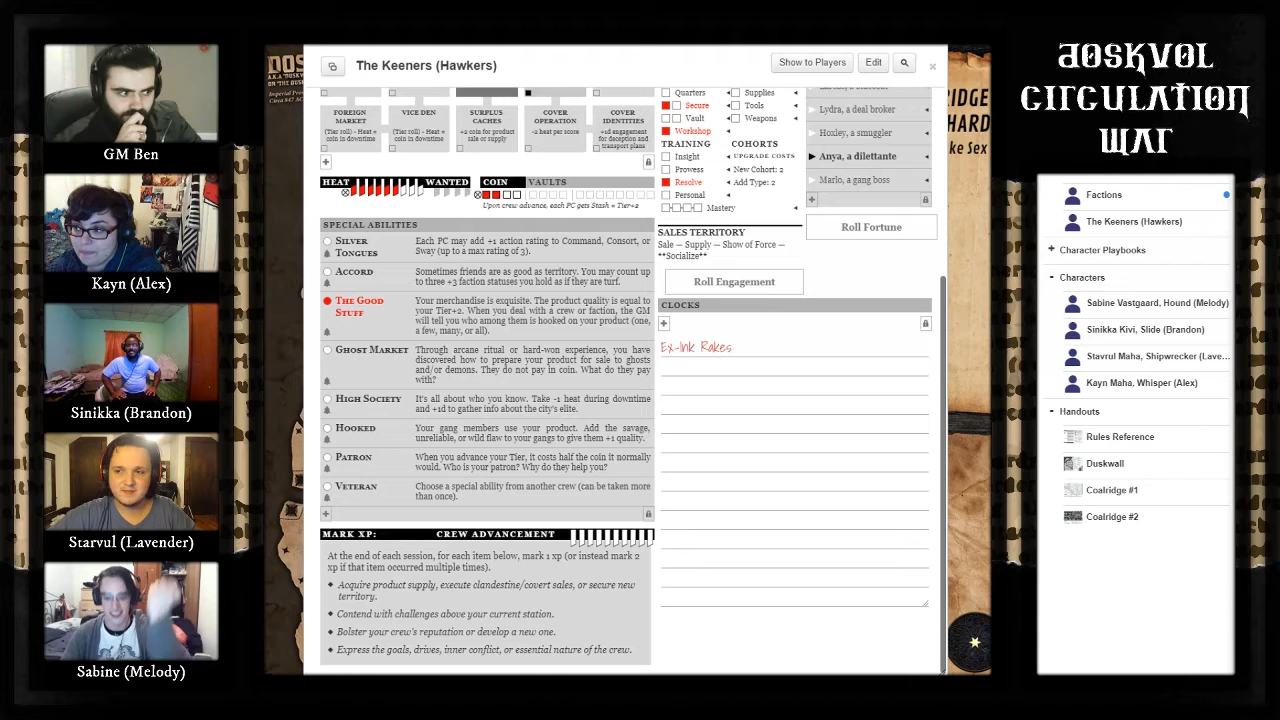 GM Ben
Kayn (Alex)
Sinikka (Brandon)
Starvul (Lavender)
Sabine (Melody)
The Keeners (Hawkers)
Show to Players
Edit
FOREIGN
MARKET
(Tier roll) - Heat =
coin in downtime
VICE DEN
(Tier roll) - Heat =
coin in downtime
SURPLUS
CACHES
+2 coin for product
sale or supply
COVER
OPERATION
-2 heat per score
COVER
IDENTITIES
+1d engagement
for deception and
transport plans
HEAT
WANTED
COIN
VAULTS
Upon crew advance, each PC gets Stash = Tier+2
SPECIAL ABILITIES
SILVER
TONGUES
Each PC may add +1 action rating to Command, Consort, or
Sway (up to a max rating of 3).
ACCORD
Sometimes friends are as good as territory. You may count up
to three +3 faction statuses you hold as if they are turf.
THE GOOD
STUFF
Your merchandise is exquisite. The product quality is equal to
your Tier+2. When you deal with a crew or faction, the GM
will tell you who among them is hooked on your product (one,
a few, many, or all).
GHOST MARKET
Through arcane ritual or hard-won experience, you have
discovered how to prepare your product for sale to ghosts
and/or demons. They do not pay in coin. What do they pay
with?
HIGH SOCIETY
It's all about who you know. Take -1 heat during downtime
and +1d to gather info about the city's elite.
HOOKED
Your gang members use your product. Add the savage,
unreliable, or wild flaw to your gangs to give them +1 quality.
PATRON
When you advance your Tier, it costs half the coin it normally
would. Who is your patron? Why do they help you?
VETERAN
Choose a special ability from another crew (can be taken more
than once).
MARK XP:
CREW ADVANCEMENT
At the end of each session, for each item below, mark 1 xp (or instead mark 2
xp if that item occurred multiple times).
Acquire product supply, execute clandestine/covert sales, or secure new
territory.
Contend with challenges above your current station.
Bolster your crew's reputation or develop a new one.
Express the goals, drives, inner conflict, or essential nature of the crew.
Quarters
Supplies
Secure
Tools
Vault
Weapons
Workshop
TRAINING
COHORTS
Insight
UPGRADE COSTS
Prowess
New Cohort: 2
Resolve
Add Type: 2
Personal
Mastery
SALES TERRITORY
Sale — Supply — Show of Force —
**Socialize**
Roll Engagement
CLOCKS
Ex-Ink Rakes
Lydra, a deal broker
Hoxley, a smuggler
Anya, a dilettante
Marlo, a gang boss
Roll Fortune
DOSKVOL
CIRCULATION
WAR
Factions
The Keeners (Hawkers)
Character Playbooks
Characters
Sabine Vastgaard, Hound (Melody)
Sinikka Kivi, Slide (Brandon)
Stavrul Maha, Shipwrecker (Lave...
Kayn Maha, Whisper (Alex)
Handouts
Rules Reference
Duskwall
Coalridge #1
Coalridge #2